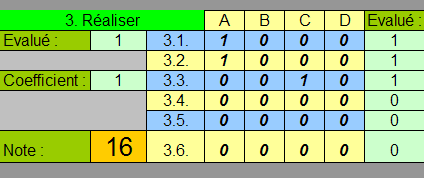 3. Réaliser A B C D Evalué :
Evalué : 1 3.1. 1 0 0 0 1
3.2. 1 0 0 0 1
Coefficient : 1 3.3. 0 0 1 0 1
3.4. 0 0 0 0 0
3.5. 0 0 0 0 0
Note : 16 3.6. 0 0 0 0 0